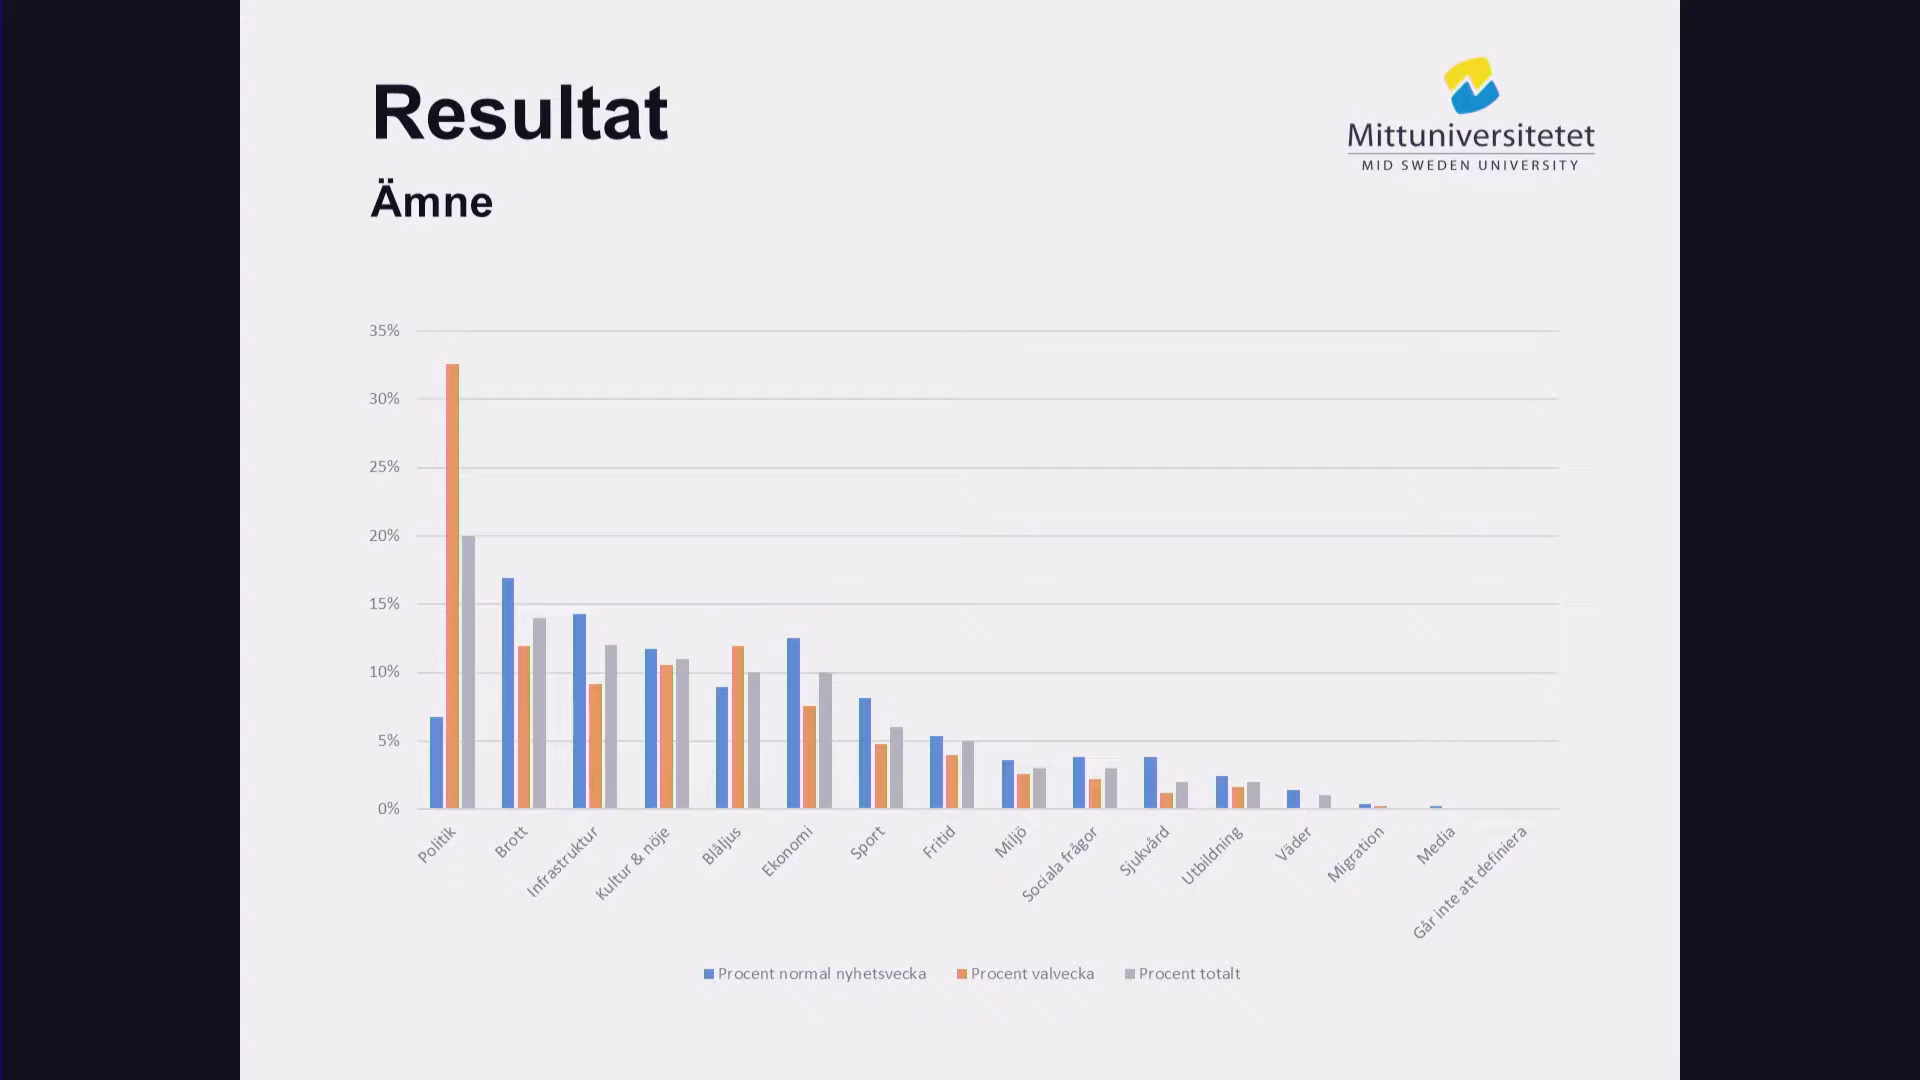 Resultat
Mittuniversitetet
MID SWEDEN UNIVERSITY
Ämne
35%
30%
25%
20%
15%
10%
5%
0%
Politik
Brott
Infrastruktur
Kultur & nöje
Blåljus
Ekonomi
Sport
Fritid
Miljö
Sociala frågor
Sjukvård
Utbildning
Väder
Migration
Media
Går inte att definiera
Procent normal nyhetsvecka
Procent valvecka
Procent totalt